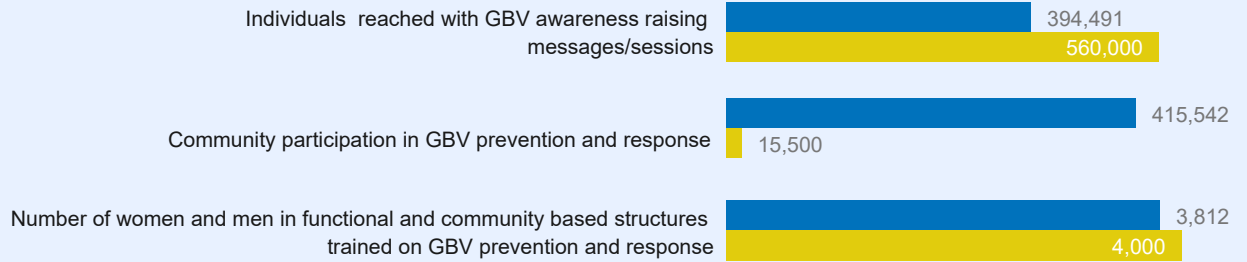 Individuals reached with GBV awareness raising
messages/sessions
394,491
560,000
Community participation in GBV prevention and response
415,542
15,500
Number of women and men in functional and community based structures
trained on GBV prevention and response
3,812
4,000